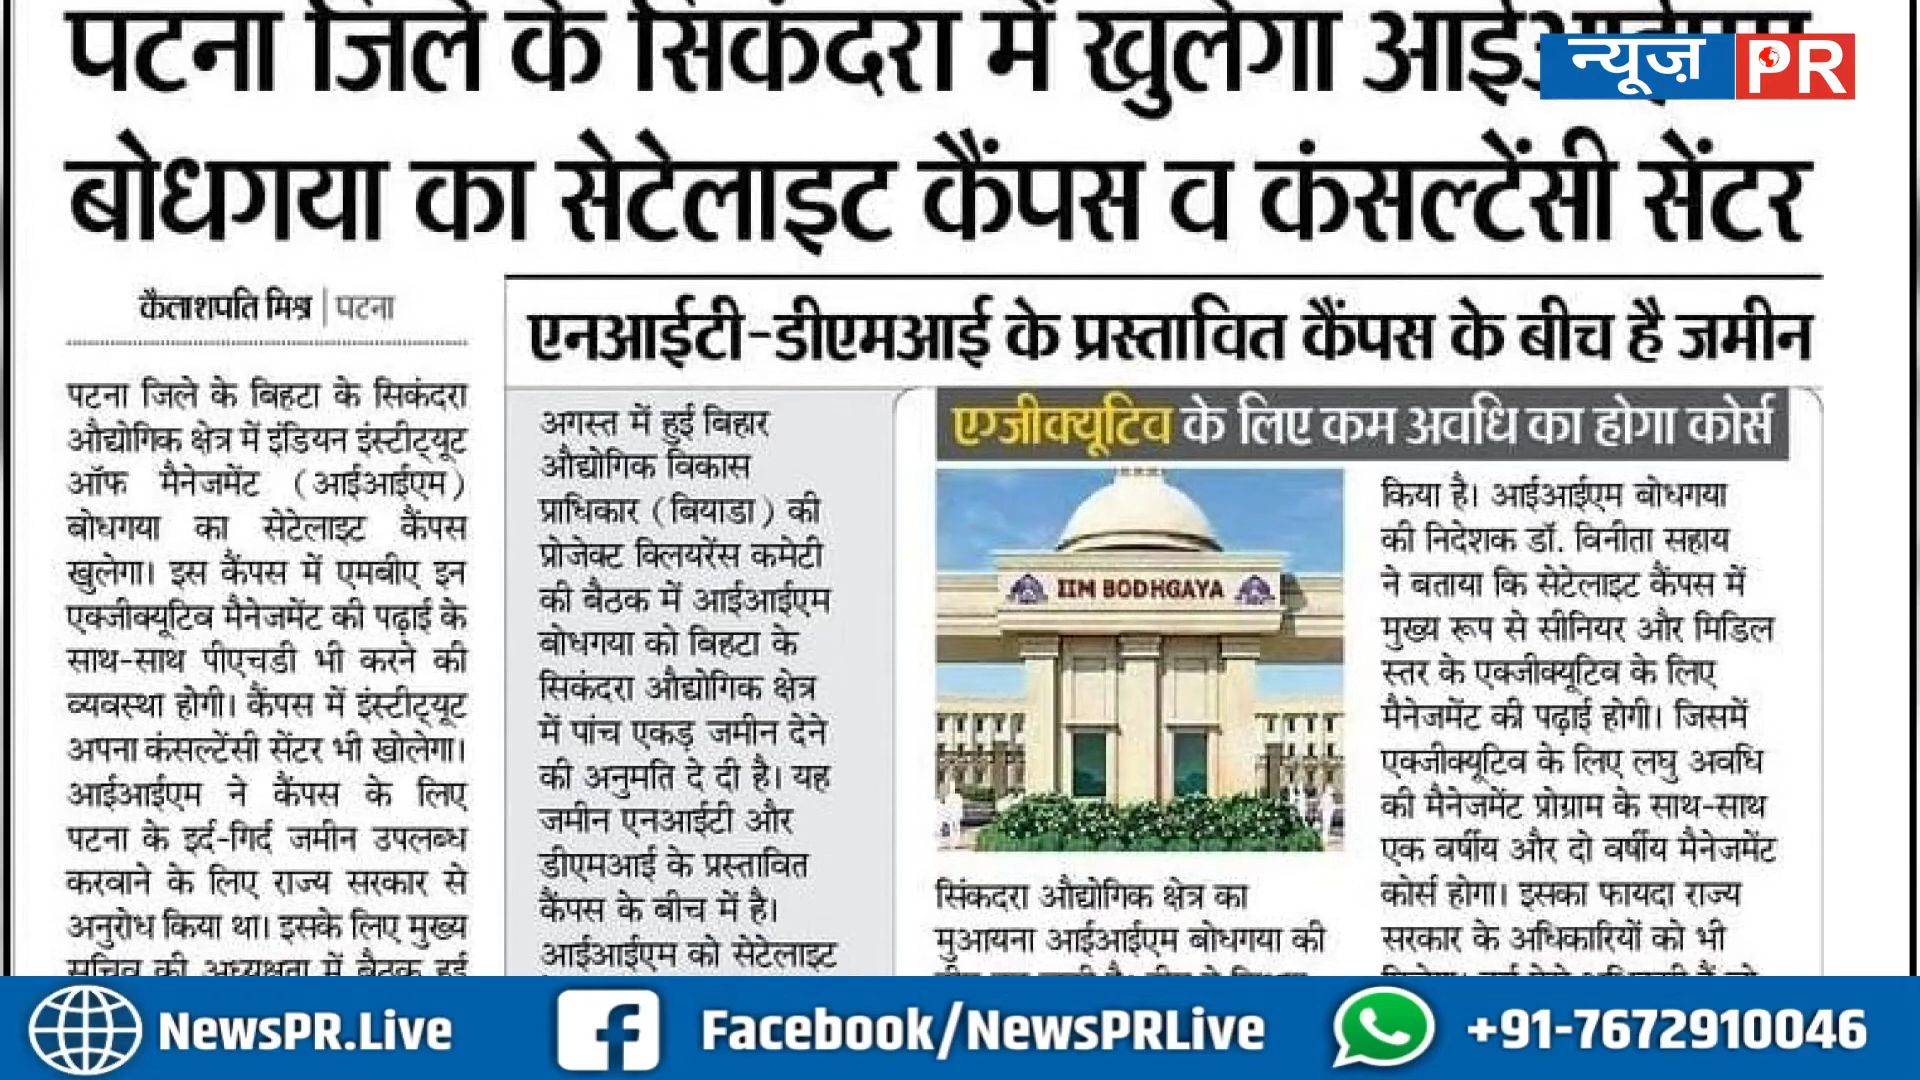 पटना जिले के सिकंदरा में खुलेगा
न्यूज़ PR
बोधगया का सेटेलाइट कैंपस व कंसल्टेंसी सेंटर
कैलाशपति मिश्र | पटना
पटना जिले के बिहटा के सिकंदरा
औद्योगिक क्षेत्र में इंडियन इंस्टीट्यूट
ऑफ मैनेजमेंट (आईआईएम)
बोधगया का सेटेलाइट कैंपस
खुलेगा। इस कैंपस में एमबीए इन
एक्जीक्यूटिव मैनेजमेंट की पढ़ाई के
साथ-साथ पीएचडी भी करने की
व्यवस्था होगी। कैंपस में इंस्टीट्यूट
अपना कंसल्टेंसी सेंटर भी खोलेगा।
आईआईएम ने कैंपस के लिए
पटना के इर्द-गिर्द जमीन उपलब्ध
करवाने के लिए राज्य सरकार से
अनुरोध किया था। इसके लिए मुख्य
सचिव की अध्यक्षता में बैठक हुई
एनआईटी-डीएमआई के प्रस्तावित कैंपस के बीच है जमीन
अगस्त में हुई बिहार
औद्योगिक विकास
प्राधिकार (बियाडा) की
प्रोजेक्ट क्लियरेंस कमेटी
की बैठक में आईआईएम
बोधगया को बिहटा के
सिकंदरा औद्योगिक क्षेत्र
में पांच एकड़ जमीन देने
की अनुमति दे दी है। यह
जमीन एनआईटी और
डीएमआई के प्रस्तावित
कैंपस के बीच में है।
आईआईएम को सेटेलाइट
एग्जीक्यूटिव के लिए कम अवधि का होगा कोर्स
IIM BODHGAYA
सिंकदरा औद्योगिक क्षेत्र का
मुआयना आईआईएम बोधगया की
किया है। आईआईएम बोधगया
की निदेशक डॉ. विनीता सहाय
ने बताया कि सेटेलाइट कैंपस में
मुख्य रूप से सीनियर और मिडिल
स्तर के एक्जीक्यूटिव के लिए
मैनेजमेंट की पढ़ाई होगी। जिसमें
एक्जीक्यूटिव के लिए लघु अवधि
की मैनेजमेंट प्रोग्राम के साथ-साथ
एक वर्षीय और दो वर्षीय मैनेजमेंट
कोर्स होगा। इसका फायदा राज्य
सरकार के अधिकारियों को भी
NewsPR.Live
Facebook/NewsPRLive
+91-7672910046